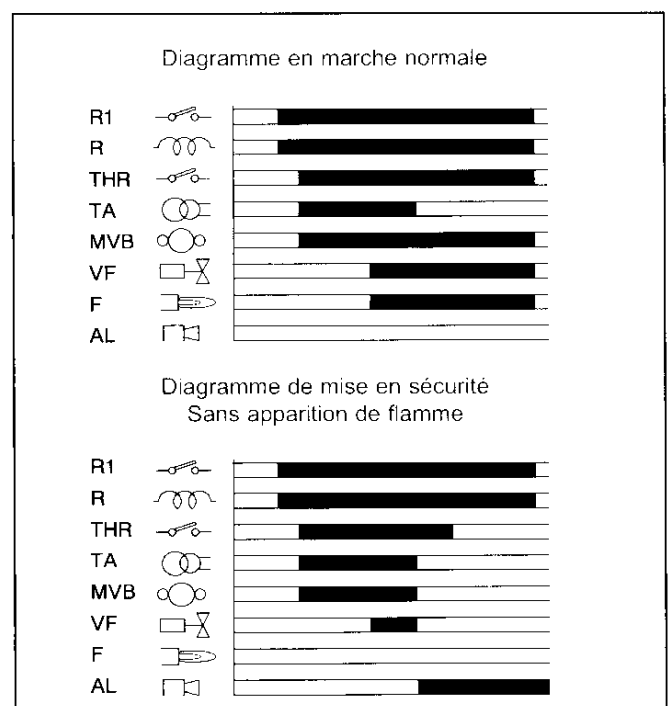 Diagramme en marche normale
R1
R
THR
TA
MVB
VF
F
AL
Diagramme de mise en sécurité
Sans apparition de flamme
R1
R
THR
TA
MVB
VF
F
AL